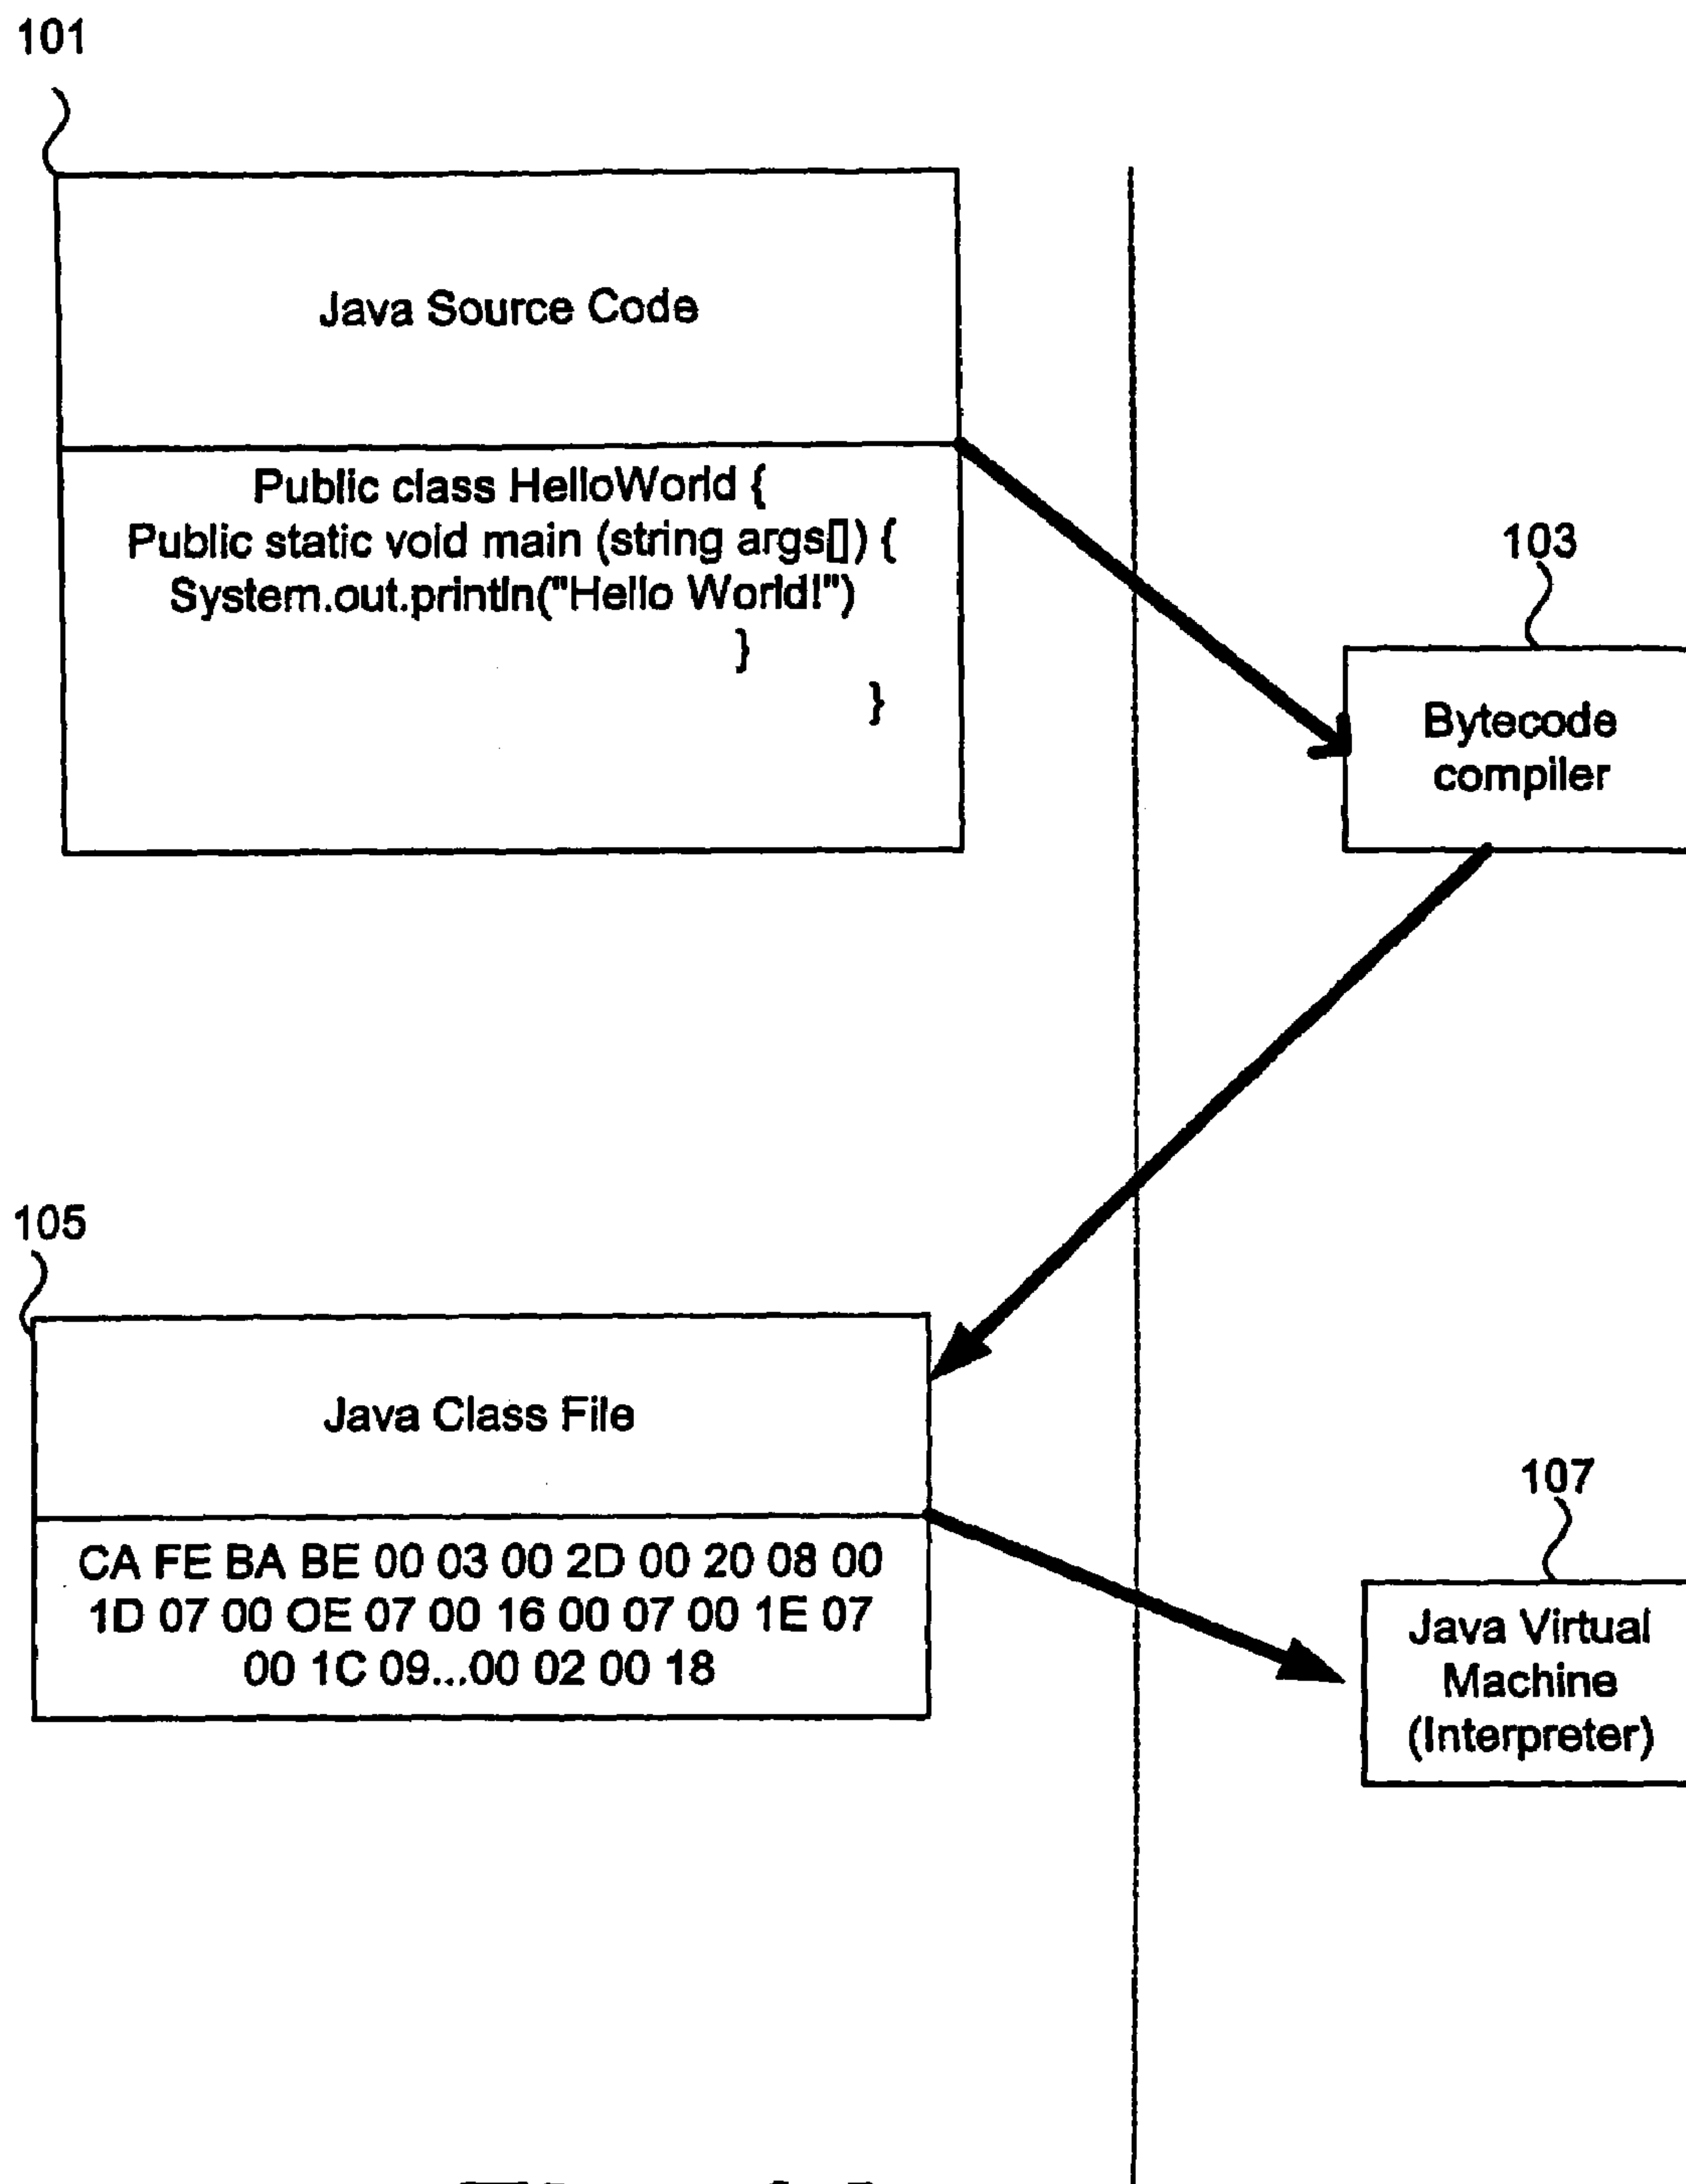 101
Java Source Code
Public class HelloWorld {
Public static void main (string args[]) {
System.out.println("Hello World!")
}
}
103
Bytecode
compiler
105
Java Class File
CA FE BA BE 00 03 00 2D 00 20 08 00
1D 07 00 OE 07 00 16 00 07 00 1E 07
00 1C 09...00 02 00 18
107
Java Virtual
Machine
(Interpreter)